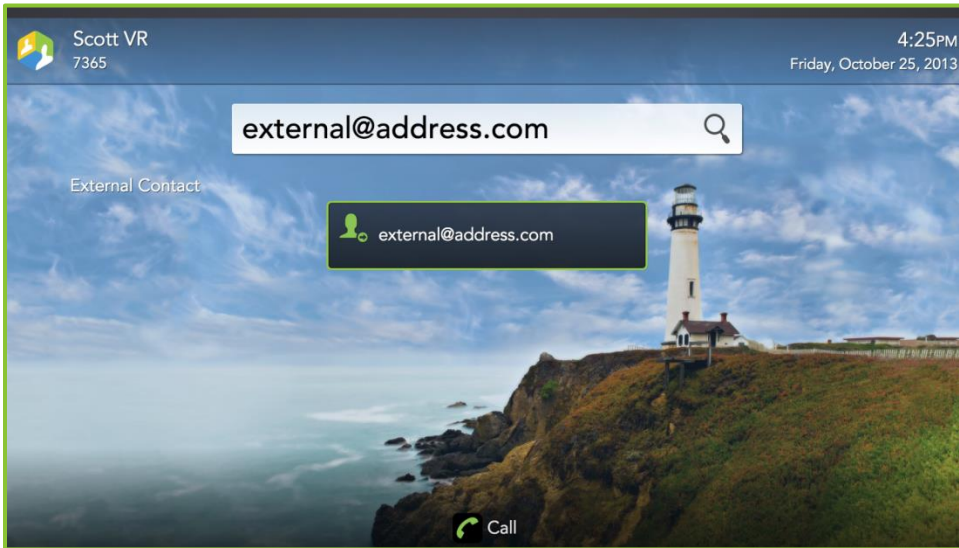 Scott VR
7365
4:25PM
Friday, October 25, 2013
external@address.com
External Contact
external@address.com
Call